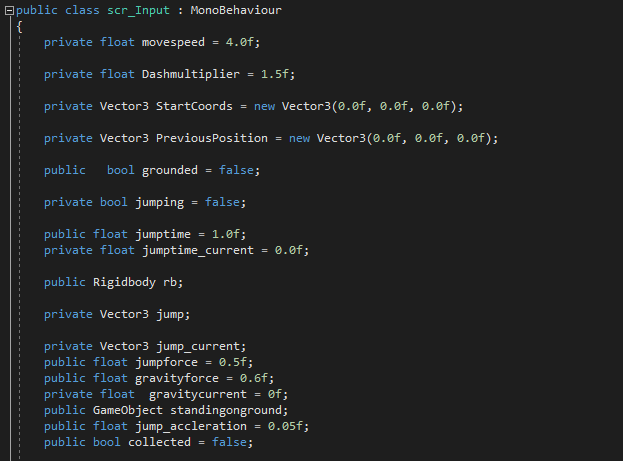 public class scr_Input : MonoBehaviour
{
private float movespeed = 4.0f;
private float Dashmultiplier = 1.5f;
private Vector3 StartCoords = new Vector3(0.0f, 0.0f, 0.0f);
private Vector3 PreviousPosition = new Vector3(0.0f, 0.0f, 0.0f);
public   bool grounded = false;
private bool jumping = false;
public float jumptime = 1.0f;
private float jumptime_current = 0.0f;
public Rigidbody rb;
private Vector3 jump;
private Vector3 jump_current;
public float jumpforce = 0.5f;
public float gravityforce = 0.6f;
private float  gravitycurrent = 0f;
public GameObject standingonground;
public float jump_accleration = 0.05f;
public bool collected = false;